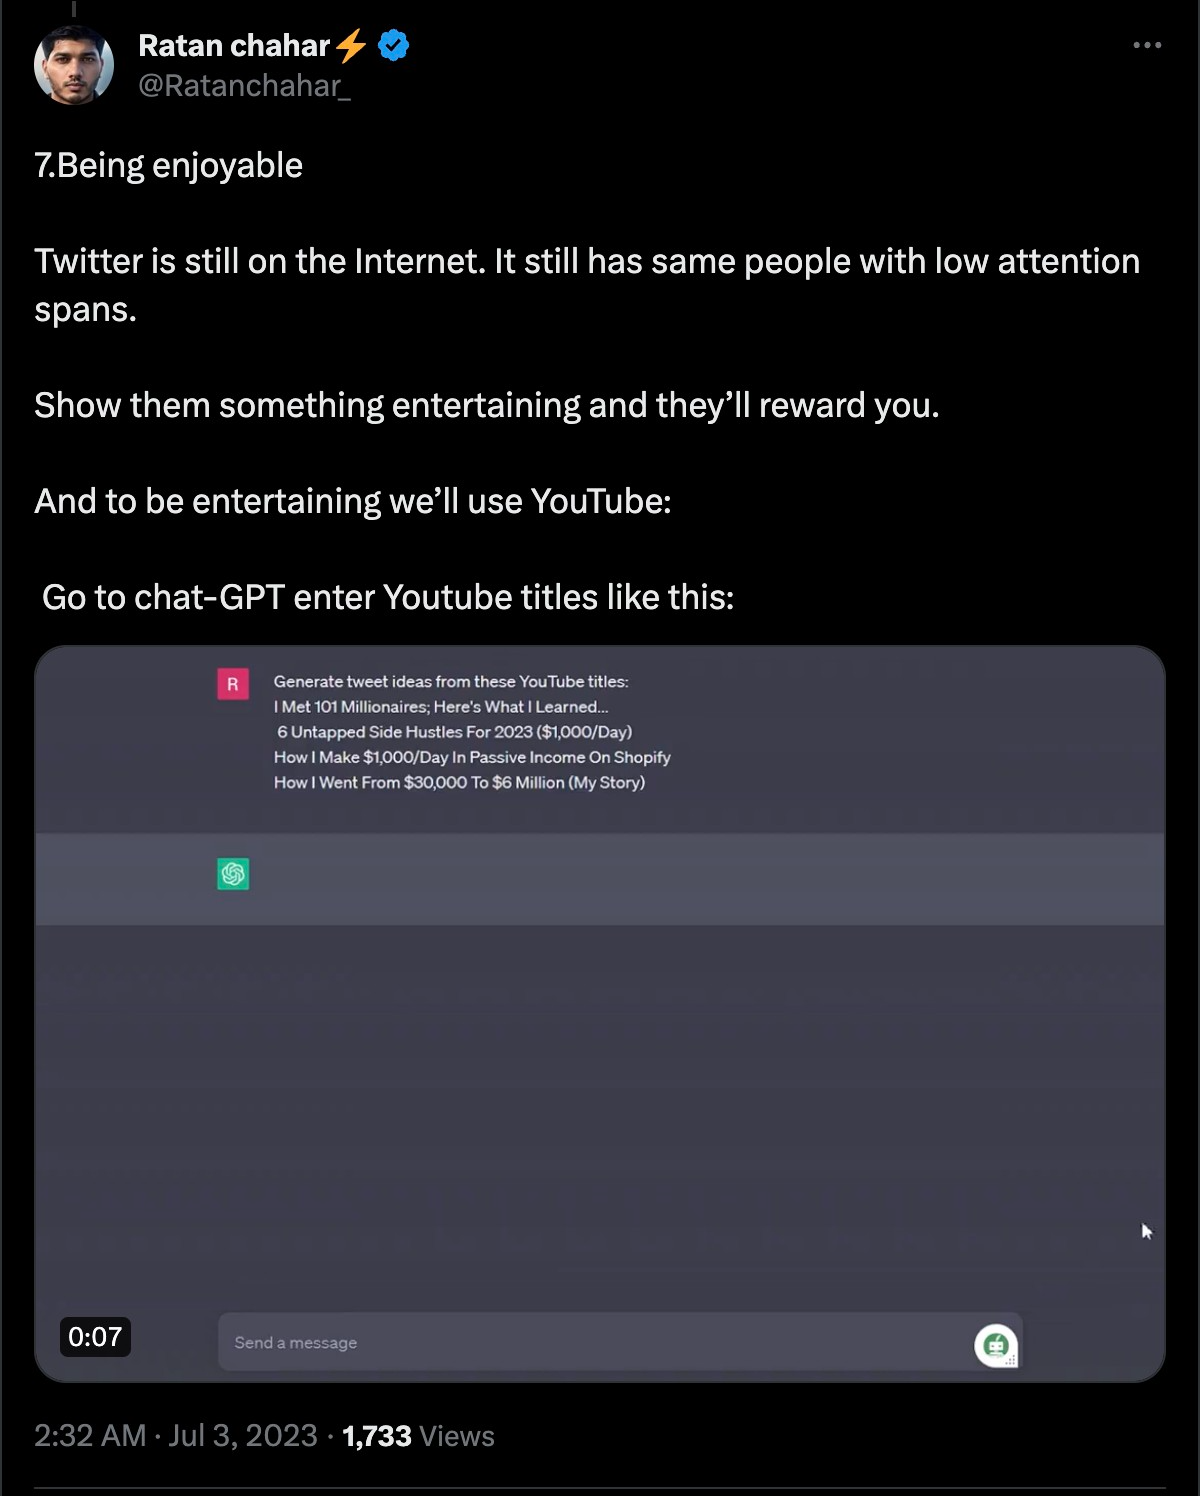 Ratan chahar⚡
@Ratanchahar_
7.Being enjoyable
Twitter is still on the Internet. It still has same people with low attention
spans.
Show them something entertaining and they’ll reward you.
And to be entertaining we’ll use YouTube:
Go to chat-GPT enter Youtube titles like this:
R
Generate tweet ideas from these YouTube titles:
I Met 101 Millionaires; Here's What I Learned...
6 Untapped Side Hustles For 2023 ($1,000/Day)
How I Make $1,000/Day In Passive Income On Shopify
How I Went From $30,000 To $6 Million (My Story)
0:07
Send a message
2:32 AM · Jul 3, 2023 · 1,733 Views